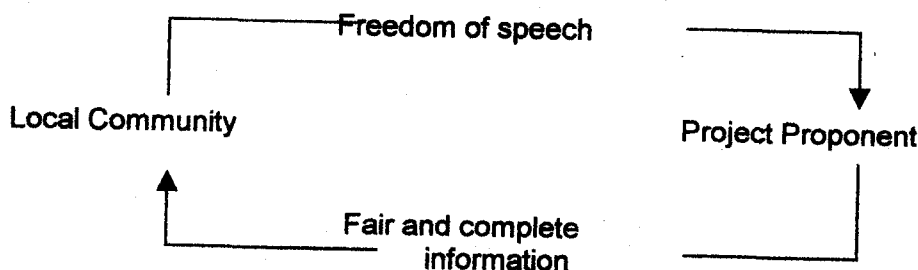 Freedom of speech
Local Community
Project Proponent
Fair and complete
information